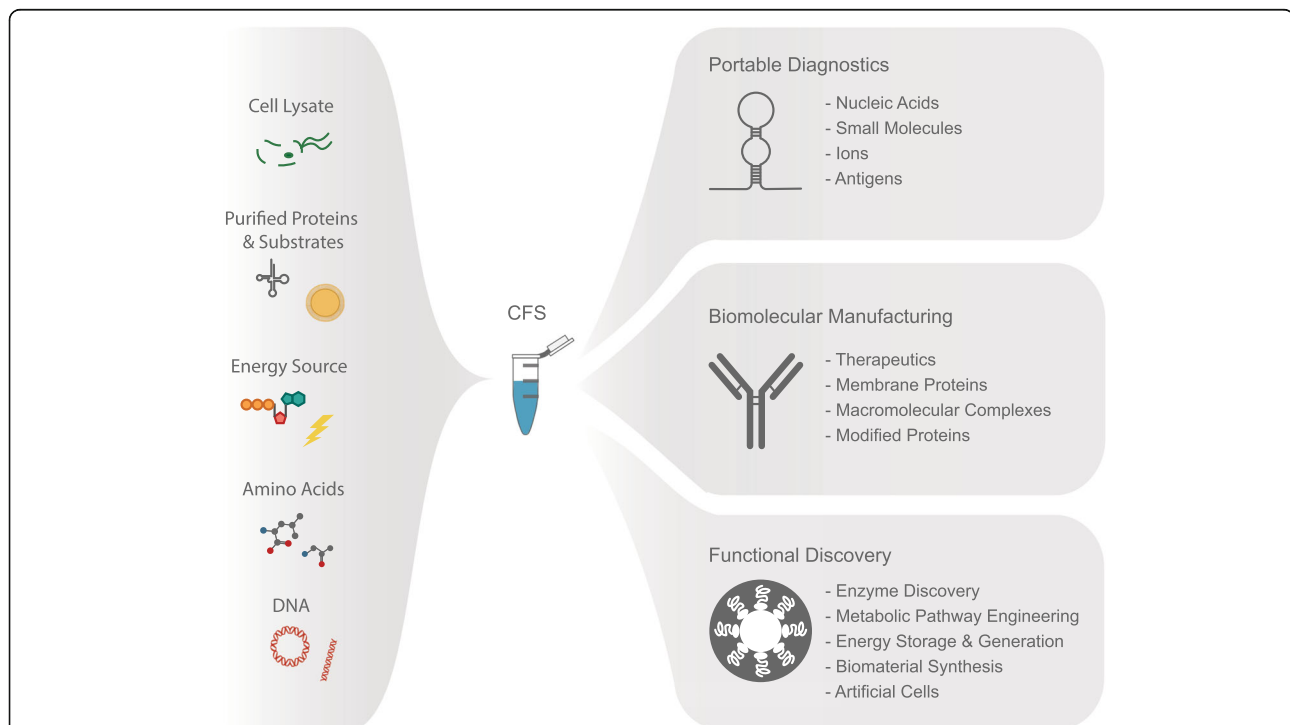 Cell Lysate
Purified Proteins
& Substrates
Energy Source
Amino Acids
DNA
CFS
Portable Diagnostics
- Nucleic Acids
- Small Molecules
- Ions
- Antigens
Biomolecular Manufacturing
- Therapeutics
- Membrane Proteins
- Macromolecular Complexes
- Modified Proteins
Functional Discovery
- Enzyme Discovery
- Metabolic Pathway Engineering
- Energy Storage & Generation
- Biomaterial Synthesis
- Artificial Cells